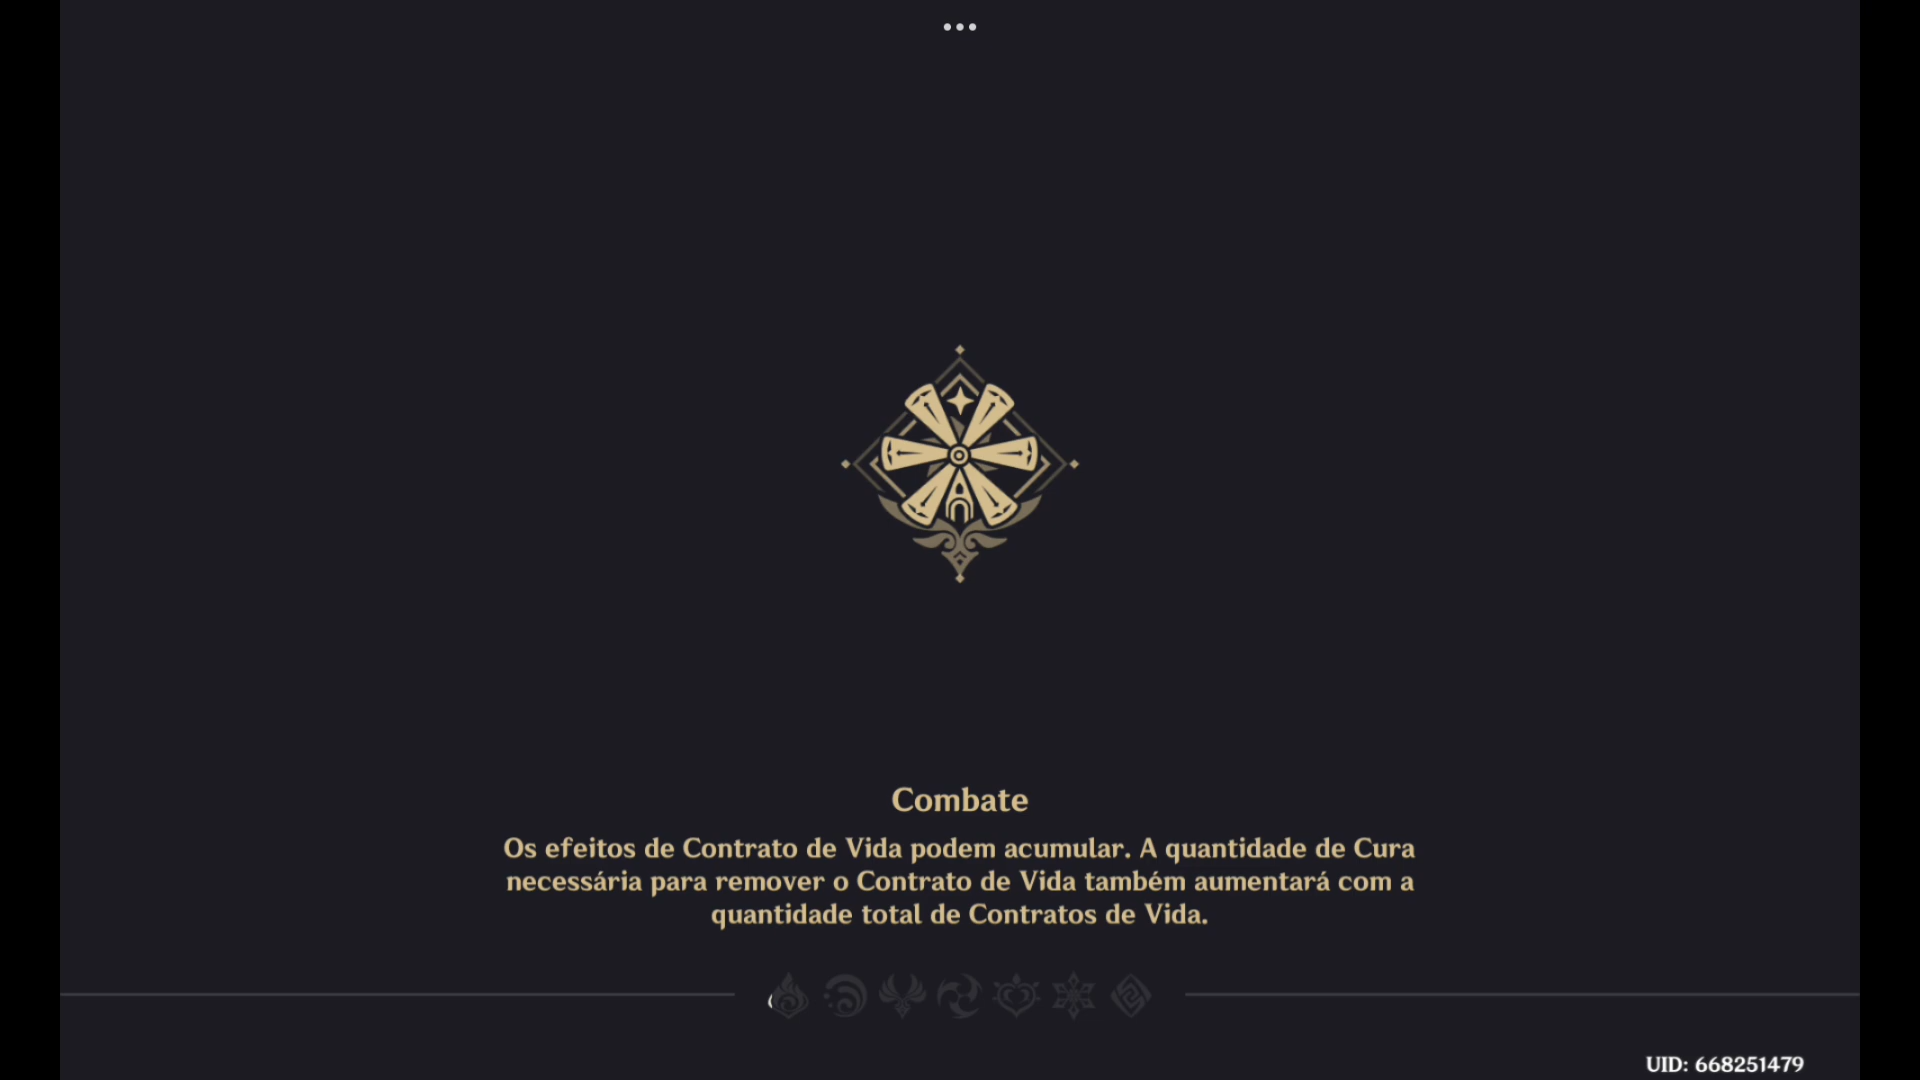 Combate
Os efeitos de Contrato de Vida podem acumular. A quantidade de Cura
necessária para remover o Contrato de Vida também aumentará com a
quantidade total de Contratos de Vida.
UID: 668251479